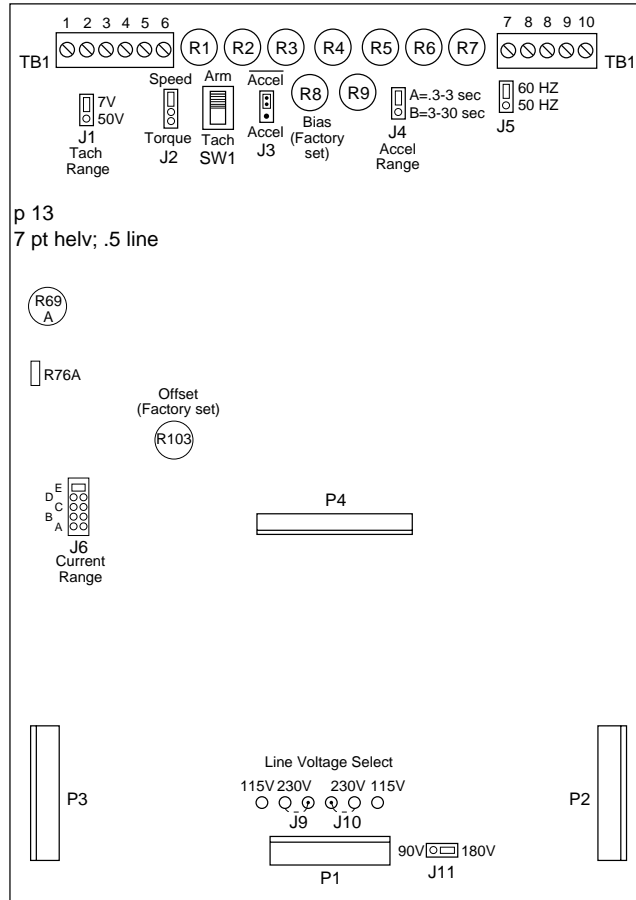 1 2 3 4 5 6
TB1
R1 R2 R3 R4 R5 R6 R7
7 8 8 9 10
TB1
7V
50V
J1
Tach
Range
Speed
Torque
J2
Arm
Tach
SW1
Accel
Accel
J3
R8
Bias
(Factory
set)
R9
A=.3-3 sec
B=3-30 sec
J4
Accel
Range
60 HZ
50 HZ
J5
p 13
7 pt helv; .5 line
R69
A
R76A
Offset
(Factory set)
R103
E
D
C
B
A
J6
Current
Range
P4
P3
Line Voltage Select
115V 230V 230V 115V
J9 J10
P2
P1
90V 180V
J11